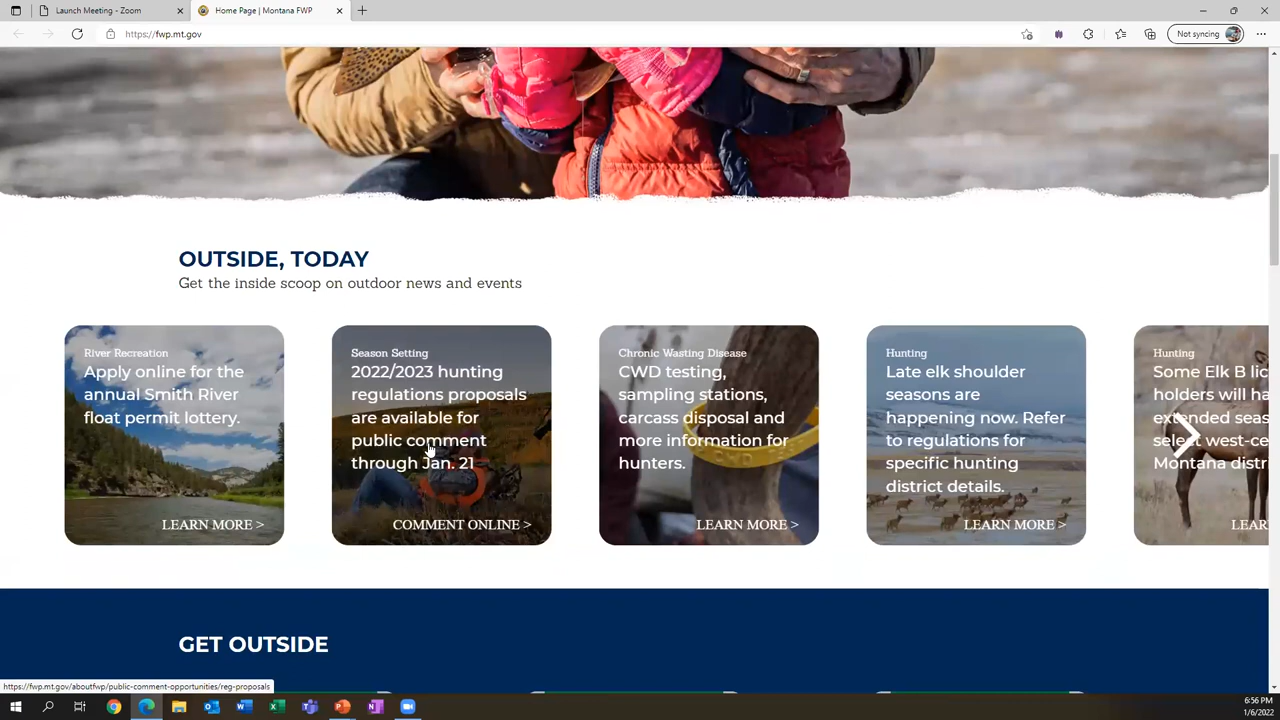 Launch Meeting - Zoom
Home Page | Montana FWP
https://fwp.mt.gov
Not syncing
OUTSIDE, TODAY
Get the inside scoop on outdoor news and events
River Recreation
Apply online for the
annual Smith River
float permit lottery.
LEARN MORE >
Season Setting
2022/2023 hunting
regulations proposals
are available for
public comment
through Jan. 21
COMMENT ONLINE >
Chronic Wasting Disease
CWD testing,
sampling stations,
carcass disposal and
more information for
hunters.
LEARN MORE >
Hunting
Late elk shoulder
seasons are
happening now. Refer
to regulations for
specific hunting
district details.
LEARN MORE >
Hunting
Some Elk B lic
holders will ha
extended seas
select west-ce
Montana distr
LEAR
GET OUTSIDE
https://fwp.mt.gov/aboutfwp/public-comment-opportunities/reg-proposals
6:56 PM
1/6/2022